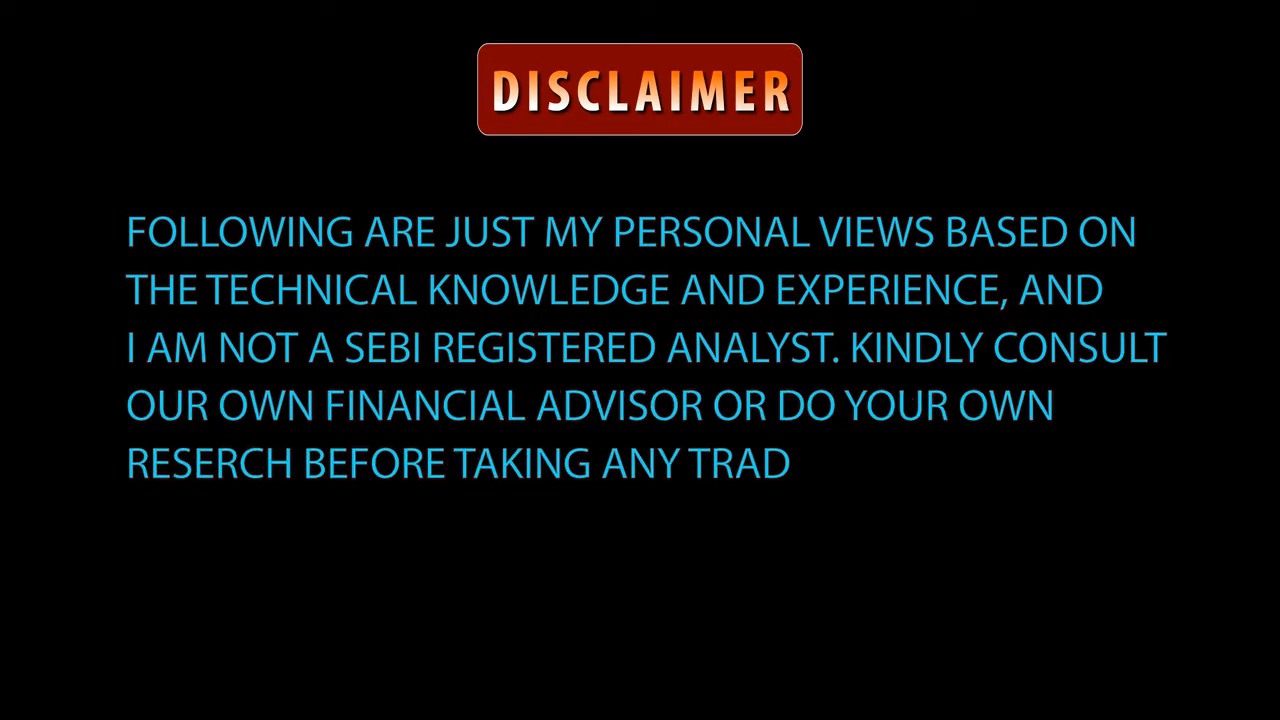 DISCLAIMER
FOLLOWING ARE JUST MY PERSONAL VIEWS BASED ON
THE TECHNICAL KNOWLEDGE AND EXPERIENCE, AND
I AM NOT A SEBI REGISTERED ANALYST. KINDLY CONSULT
OUR OWN FINANCIAL ADVISOR OR DO YOUR OWN
RESERCH BEFORE TAKING ANY TRAD